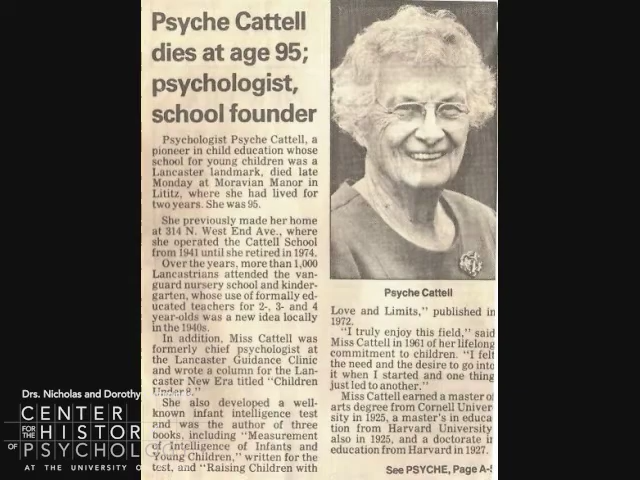 Psyche Cattell
dies at age 95;
psychologist,
school founder
Psychologist Psyche Cattell, a
pioneer in child education whose
school for young children was a
Lancaster landmark, died late
Monday at Moravian Manor in
Lititz, where she had lived for
two years. She was 95.
She previously made her home
at 314 N. West End Ave., where
she operated the Cattell School
from 1941 until she retired in 1974.
Over the years, more than 1,000
Lancastrians attended the van-
guard nursery school and kinder-
garten, whose use of formally ed-
ucated teachers for 2-, 3- and 4
year-olds was a new idea locally
in the 1940s.
In addition, Miss Cattell was
formerly chief psychologist at
the Lancaster Guidance Clinic
and wrote a column for the Lan-
caster New Era titled "Children
Under 8."
She also developed a well-
known infant intelligence test
and was the author of three
books, including "Measurement
of Intelligence of Infants and
Young Children," written for the
test, and "Raising Children with
Psyche Cattell
Love and Limits," published in
1972.
"I truly enjoy this field," said
Miss Cattell in 1961 of her lifelong
commitment to children. "I felt
the need and the desire to go into
it when I started and one thing
just led to another."
Miss Cattell earned a master o
arts degree from Cornell Univer
sity in 1925, a master's in educa
tion from Harvard University
also in 1925, and a doctorate i
education from Harvard in 1927.
See PSYCHE, Page A-
Drs. Nicholas and Dorothy
CENTER
FOR THE HISTOR
OF PSYCHOL
AT THE UNIVERSITY O